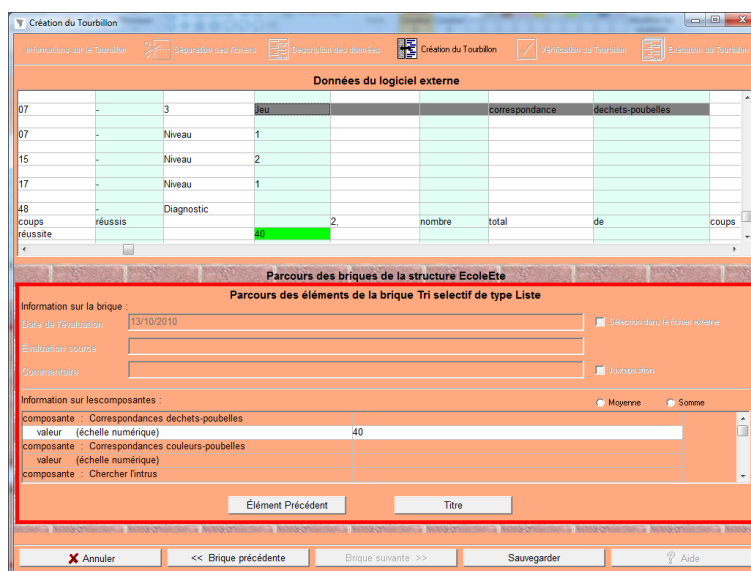 Création du Tourbillon
Informations sur le Tourbillon Séparation des fichiers Description des données Création du Tourbillon Vérification du Tourbillon Exécution du Tourbillon
Données du logiciel externe
07 - 3 Jeu correspondance dechets-poubelles
07 - Niveau 1
15 - Niveau 2
17 - Niveau 1
48 - Diagnostic
coups réussis 2, nombre total de coups
réussite 40
Parcours des briques de la structure EcoleEte
Parcours des éléments de la brique Tri selectif de type Liste
Information sur la brique :
Date de l'évaluation 13/10/2010 Sélection dans le fichier externe
Évaluation source
Commentaire Juxtaposition
Information sur lescomposantes : Moyenne Somme
composante : Correspondances dechets-poubelles
valeur (échelle numérique) 40
composante : Correspondances couleurs-poubelles
valeur (échelle numérique)
composante : Chercher l'intrus
Élément Précédent Titre
Annuler << Brique précédente Brique suivante >> Sauvegarder Aide